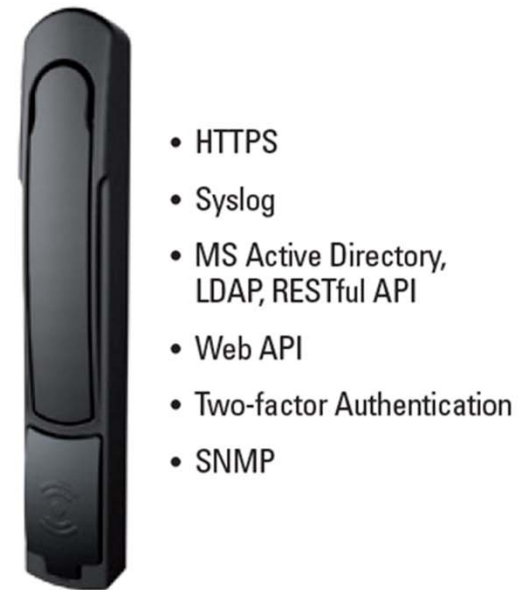 • HTTPS
• Syslog
• MS Active Directory,
LDAP, RESTful API
• Web API
• Two-factor Authentication
• SNMP